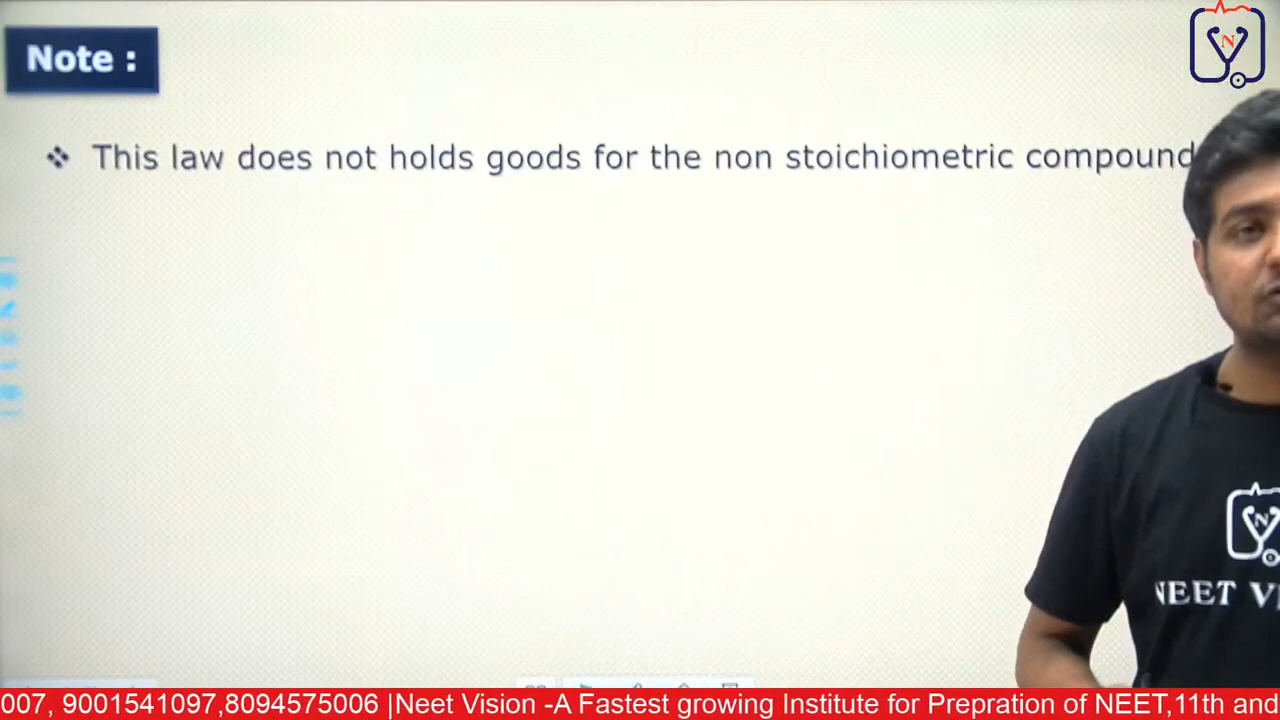 Note :
❖ This law does not holds goods for the non stoichiometric compound
N
N
NEET VI
007, 9001541097,8094575006 |Neet Vision -A Fastest growing Institute for Prepration of NEET,11th and